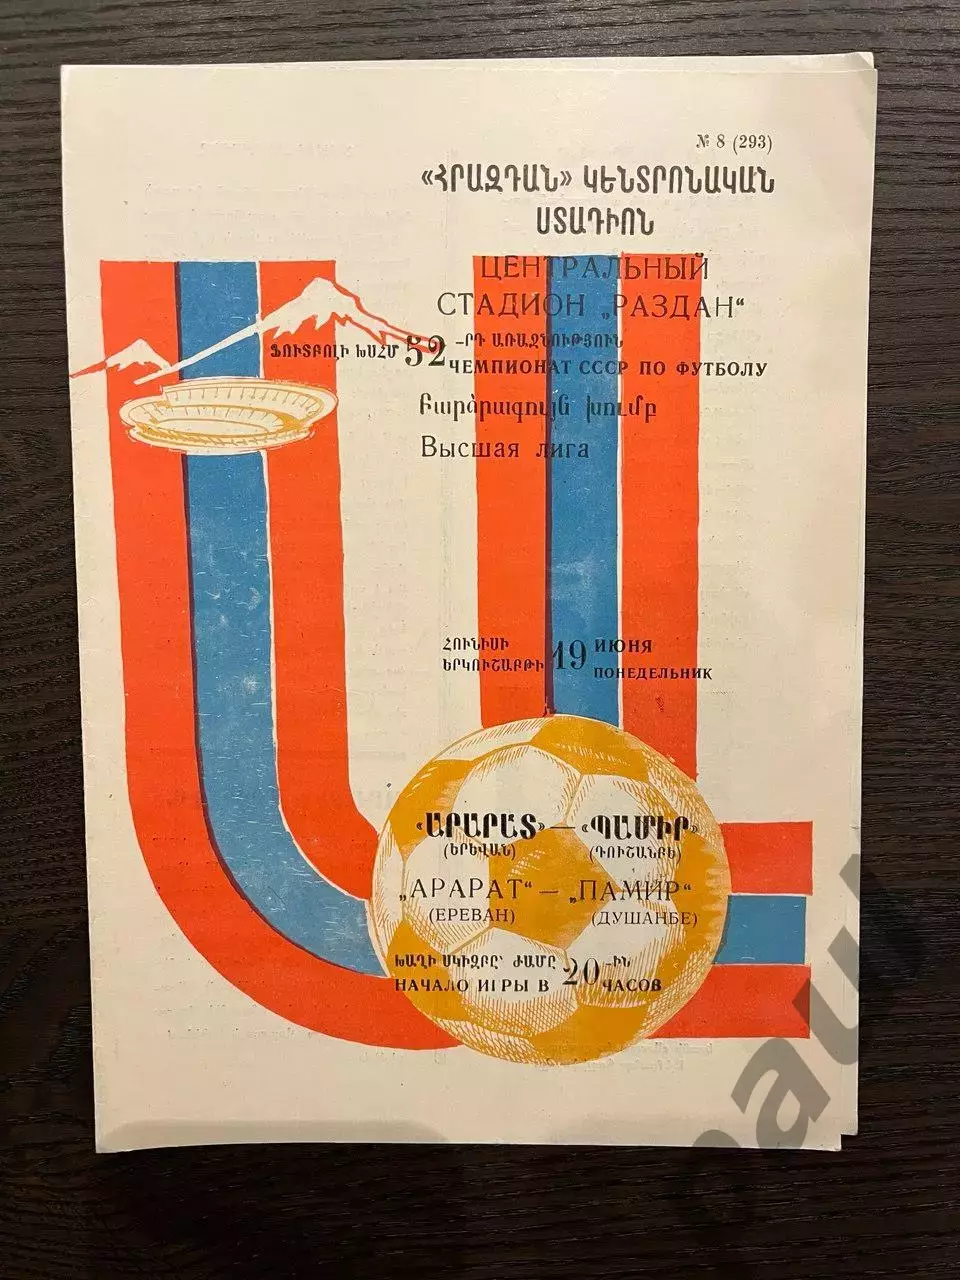 № 8 (293)
«ՀՐԱԶԴԱՆ» ԿԵՆՏՐՈՆԱԿԱՆ
ՍՏԱԴԻՈՆ
ЦЕНТРАЛЬНЫЙ
СТАДИОН „РАЗДАН“
ՖՈՒՏԲՈԼԻ ԽՍՀՄ 52 -ՐԴ ԱՌԱՋՆՈՒԹՅՈՒՆ
ЧЕМПИОНАТ СССР ПО ФУТБОЛУ
Բարձրագույն խումբ
Высшая лига
ՀՈՒՆԻՍԻ 19 ИЮНЯ
ԵՐԿՈՒՇԱԲԹԻ ПОНЕДЕЛЬНИК
«ԱՐԱՐԱՏ» — «ՊԱՄԻՐ»
(ԵՐԵՎԱՆ) (ԴՈՒՇԱՆԲԵ)
„АРАРАТ“ — „ПАМИР“
(ЕРЕВАН) (ДУШАНБЕ)
ԽԱՂԻ ՍԿԻԶԲԸ՝ ԺԱՄԸ 20 -ԻՆ
НАЧАЛО ИГРЫ В ЧАСОВ